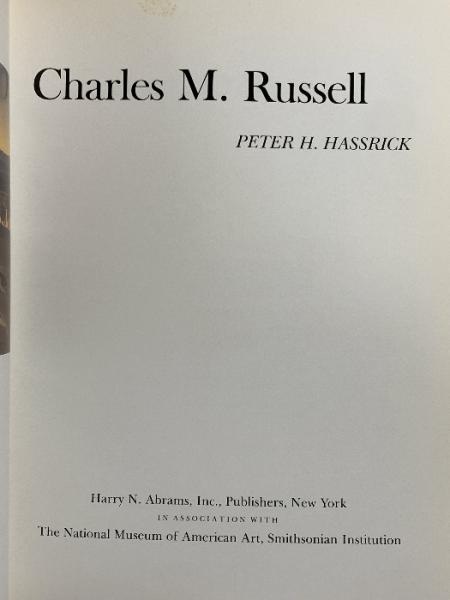 Charles M. Russell
PETER H. HASSRICK
Harry N. Abrams, Inc., Publishers, New York
IN ASSOCIATION WITH
The National Museum of American Art, Smithsonian Institution